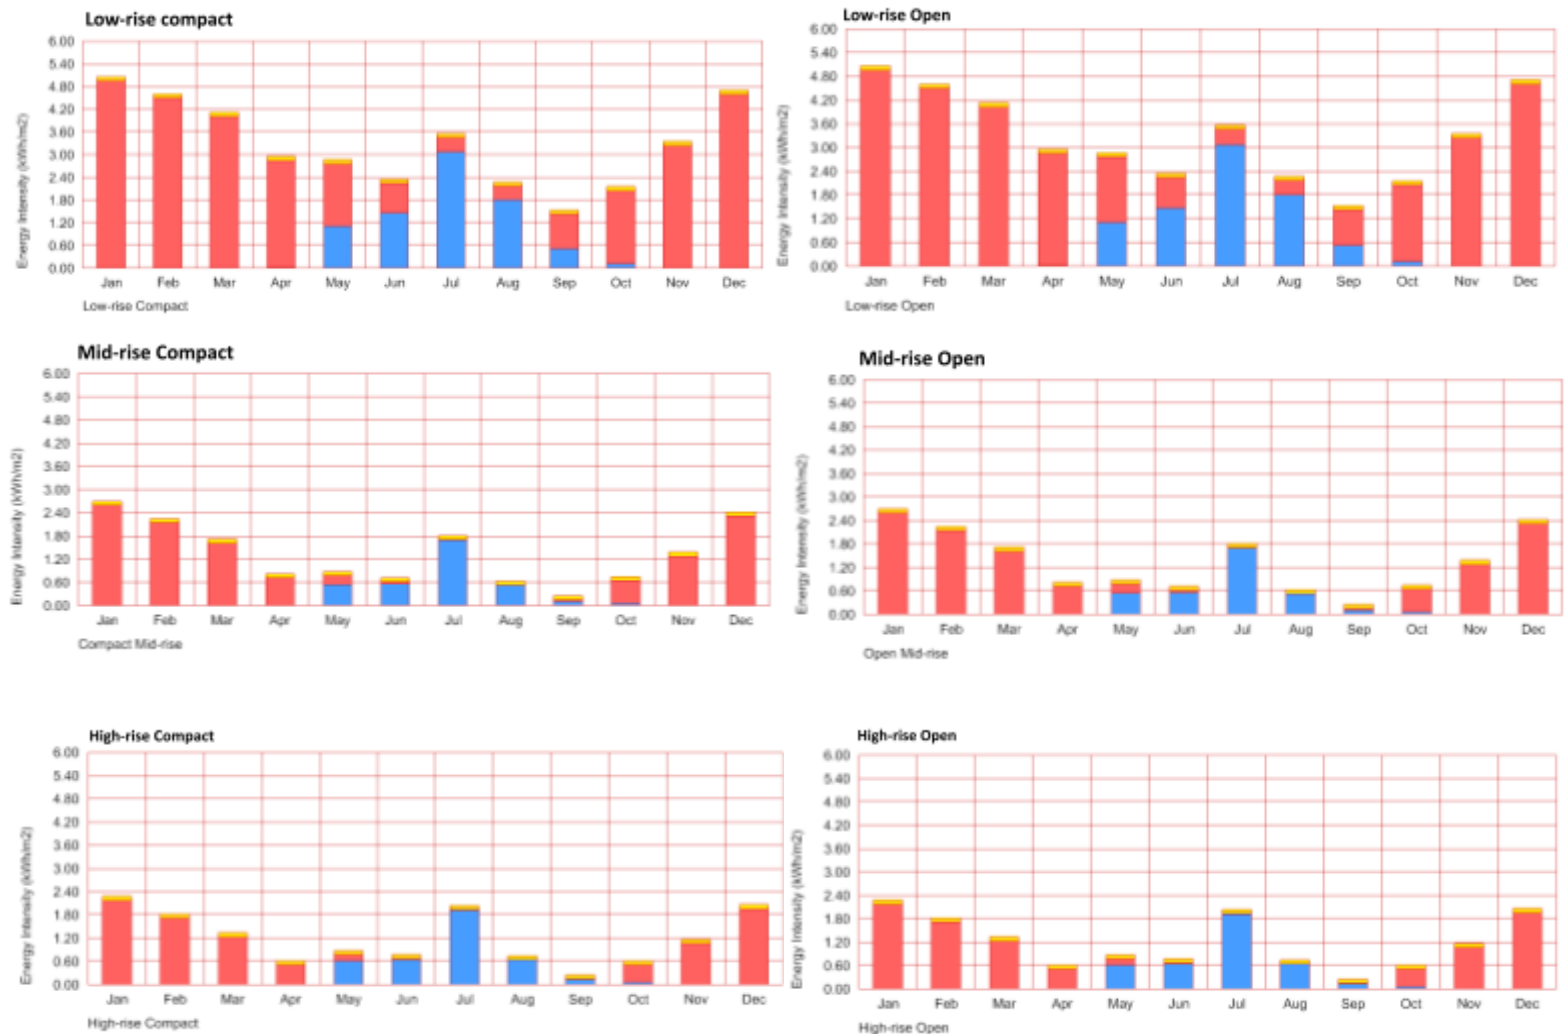 Low-rise compact
Energy Intensity (kWh/m2)
6.00
5.40
4.80
4.20
3.60
3.00
2.40
1.80
1.20
0.60
0.00
Jan Feb Mar Apr May Jun Jul Aug Sep Oct Nov Dec
Low-rise Compact
Low-rise Open
Energy Intensity (kWh/m2)
6.00
5.40
4.80
4.20
3.60
3.00
2.40
1.80
1.20
0.60
0.00
Jan Feb Mar Apr May Jun Jul Aug Sep Oct Nov Dec
Low-rise Open
Mid-rise Compact
Energy Intensity (kWh/m2)
6.00
5.40
4.80
4.20
3.60
3.00
2.40
1.80
1.20
0.60
0.00
Jan Feb Mar Apr May Jun Jul Aug Sep Oct Nov Dec
Compact Mid-rise
Mid-rise Open
Energy Intensity (kWh/m2)
6.00
5.40
4.80
4.20
3.60
3.00
2.40
1.80
1.20
0.60
0.00
Jan Feb Mar Apr May Jun Jul Aug Sep Oct Nov Dec
Open Mid-rise
High-rise Compact
Energy Intensity (kWh/m2)
6.00
5.40
4.80
4.20
3.60
3.00
2.40
1.80
1.20
0.60
0.00
Jan Feb Mar Apr May Jun Jul Aug Sep Oct Nov Dec
High-rise Compact
High-rise Open
Energy Intensity (kWh/m2)
6.00
5.40
4.80
4.20
3.60
3.00
2.40
1.80
1.20
0.60
0.00
Jan Feb Mar Apr May Jun Jul Aug Sep Oct Nov Dec
High-rise Open